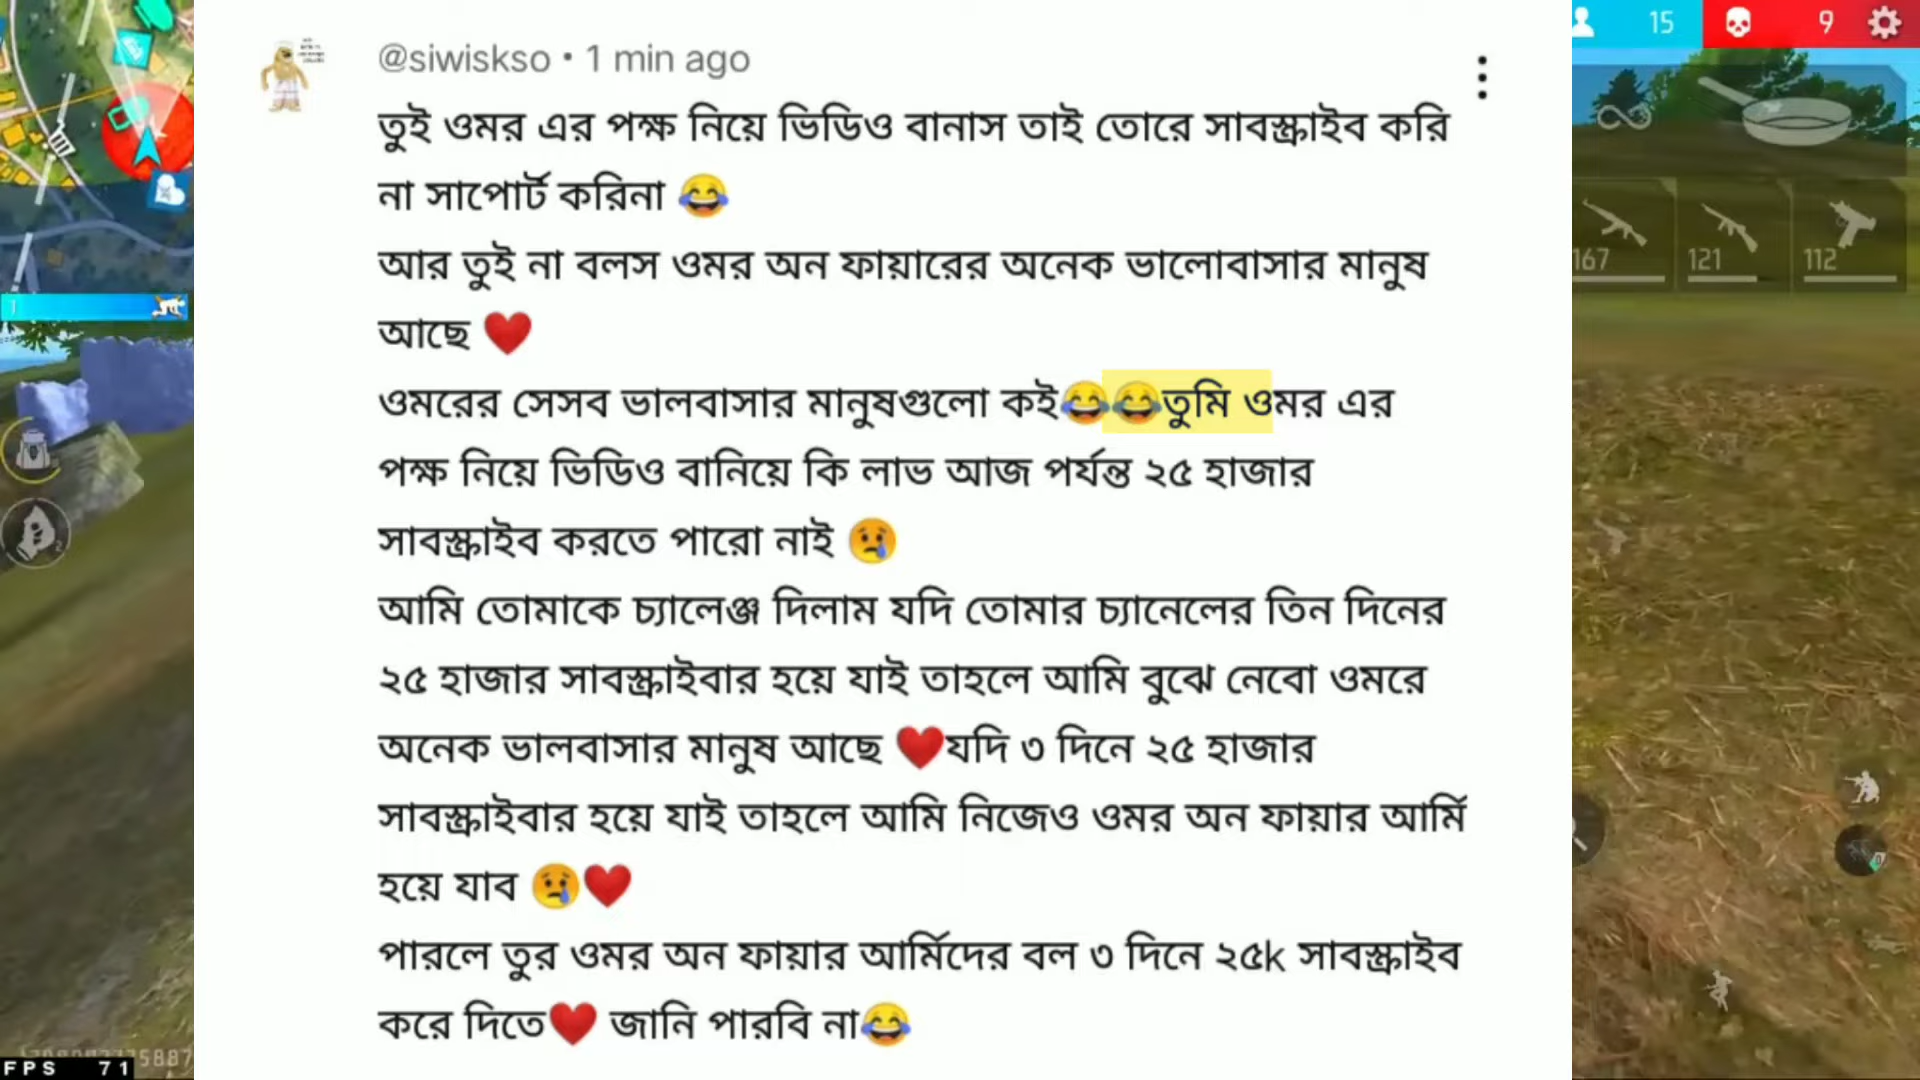 @siwiskso • 1 min ago
তুই ওমর এর পক্ষ নিয়ে ভিডিও বানাস তাই তোরে সাবস্ক্রাইব করি
না সাপোর্ট করিনা 😂
আর তুই না বলস ওমর অন ফায়ারের অনেক ভালোবাসার মানুষ
আছে ❤️
ওমরের সেসব ভালবাসার মানুষগুলো কই😂😂তুমি ওমর এর
পক্ষ নিয়ে ভিডিও বানিয়ে কি লাভ আজ পর্যন্ত ২৫ হাজার
সাবস্ক্রাইব করতে পারো নাই 😢
আমি তোমাকে চ্যালেঞ্জ দিলাম যদি তোমার চ্যানেলের তিন দিনের
২৫ হাজার সাবস্ক্রাইবার হয়ে যাই তাহলে আমি বুঝে নেবো ওমরে
অনেক ভালবাসার মানুষ আছে ❤️যদি ৩ দিনে ২৫ হাজার
সাবস্ক্রাইবার হয়ে যাই তাহলে আমি নিজেও ওমর অন ফায়ার আর্মি
হয়ে যাব 😢❤️
পারলে তুর ওমর অন ফায়ার আর্মিদের বল ৩ দিনে ২৫k সাবস্ক্রাইব
করে দিতে❤️ জানি পারবি না😂
15 9
167 121 112
1
2
FPS 71